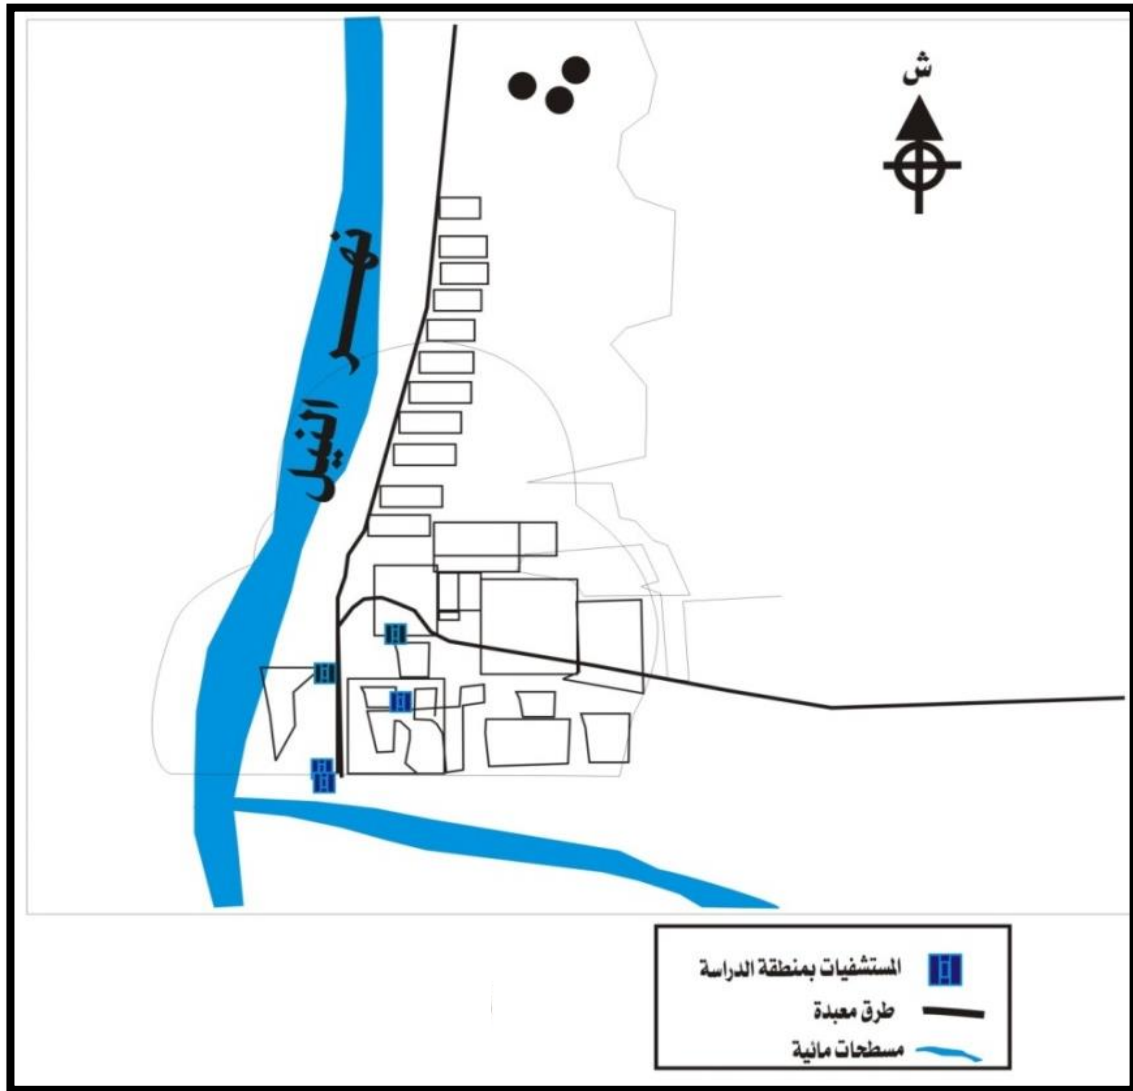 ش
نهر النيل
المستشفيات بمنطقة الدراسة
طرق معبدة
مسطحات مائية